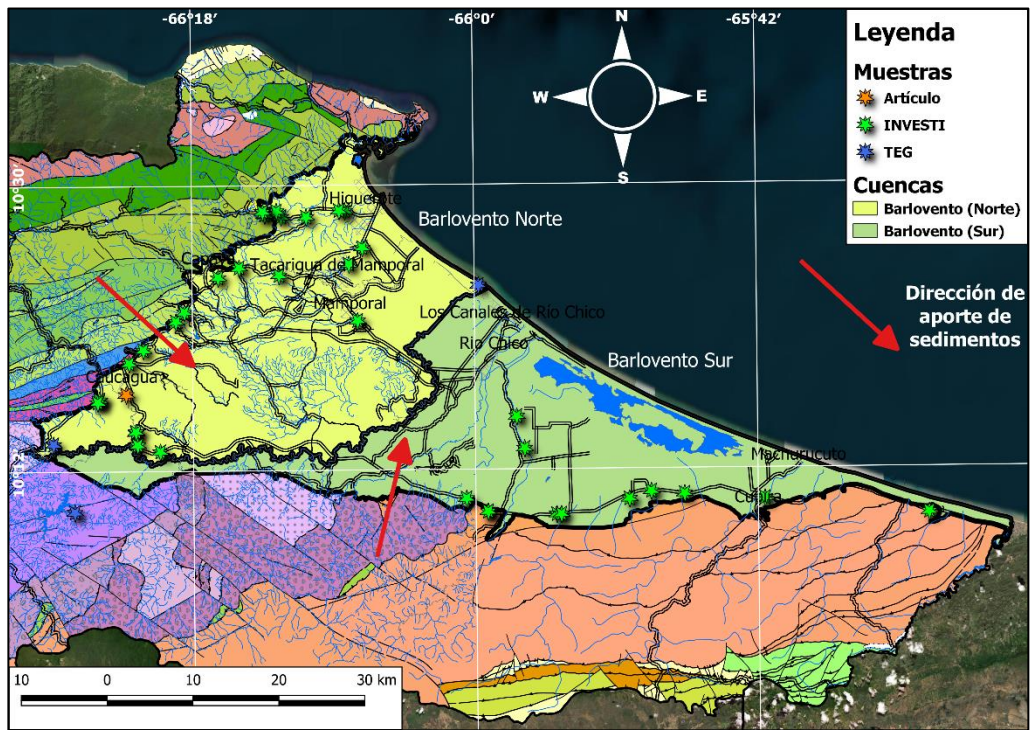 -66°18'
-66°0'
-65°42'
N
W
E
S
Leyenda
Muestras
Artículo
INVESTI
TEG
Cuencas
Barlovento (Norte)
Barlovento (Sur)
10°30'
Higuerote
Barlovento Norte
Tacarigua de Mamporal
Mamporal
Los Canales de Río Chico
Río Chico
Barlovento Sur
Dirección de
aporte de
sedimentos
Caucagua
10°12'
Machurucuto
Cúpira
10 0 10 20 30 km